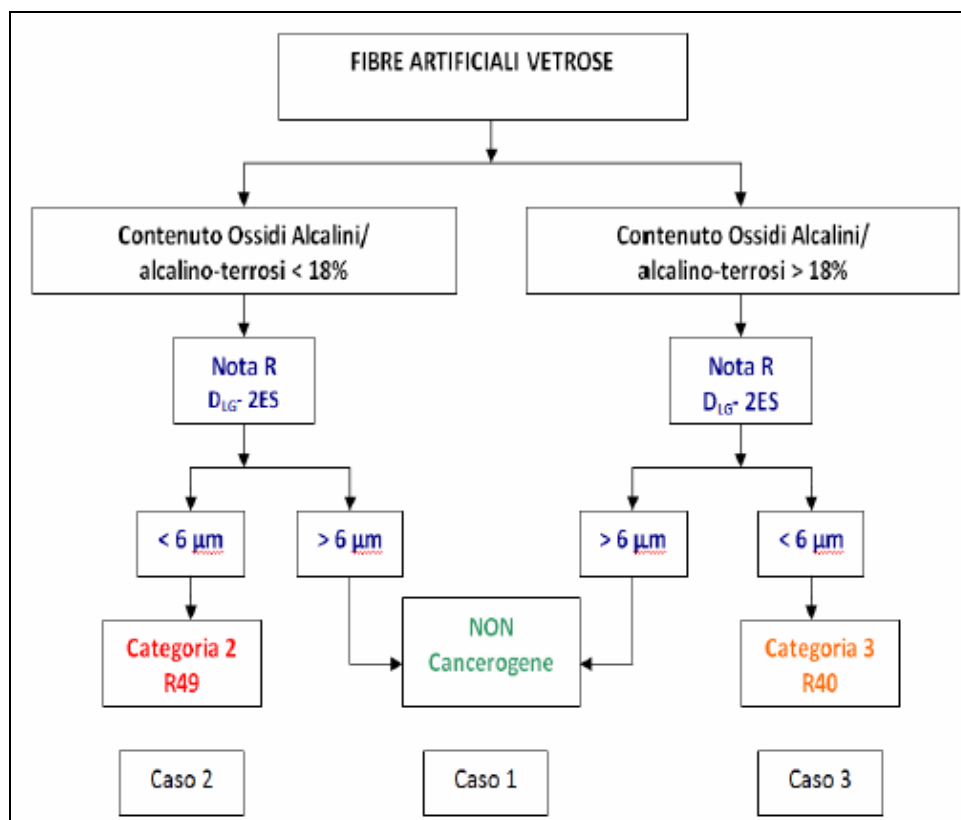 FIBRE ARTIFICIALI VETROSE
Contenuto Ossidi Alcalini/
alcalino-terrosi < 18%
Contenuto Ossidi Alcalini/
alcalino-terrosi > 18%
Nota R
DLG- 2ES
Nota R
DLG- 2ES
< 6 µm
> 6 µm
> 6 µm
< 6 µm
Categoria 2
R49
NON
Cancerogene
Categoria 3
R40
Caso 2
Caso 1
Caso 3